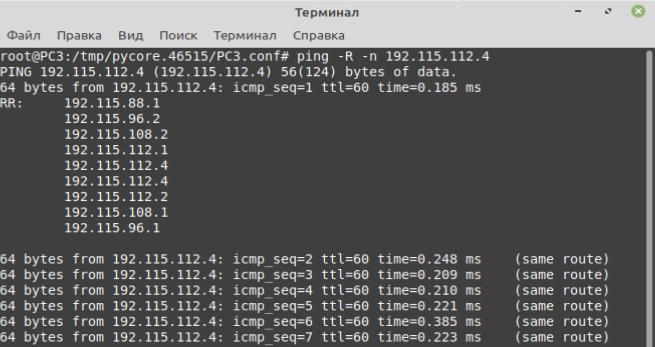 Терминал
Файл Правка Вид Поиск Терминал Справка
root@PC3:/tmp/pycore.46515/PC3.conf# ping -R -n 192.115.112.4
PING 192.115.112.4 (192.115.112.4) 56(124) bytes of data.
64 bytes from 192.115.112.4: icmp_seq=1 ttl=60 time=0.185 ms
RR: 192.115.88.1
192.115.96.2
192.115.108.2
192.115.112.1
192.115.112.4
192.115.112.4
192.115.112.2
192.115.108.1
192.115.96.1
64 bytes from 192.115.112.4: icmp_seq=2 ttl=60 time=0.248 ms (same route)
64 bytes from 192.115.112.4: icmp_seq=3 ttl=60 time=0.209 ms (same route)
64 bytes from 192.115.112.4: icmp_seq=4 ttl=60 time=0.210 ms (same route)
64 bytes from 192.115.112.4: icmp_seq=5 ttl=60 time=0.221 ms (same route)
64 bytes from 192.115.112.4: icmp_seq=6 ttl=60 time=0.385 ms (same route)
64 bytes from 192.115.112.4: icmp_seq=7 ttl=60 time=0.223 ms (same route)